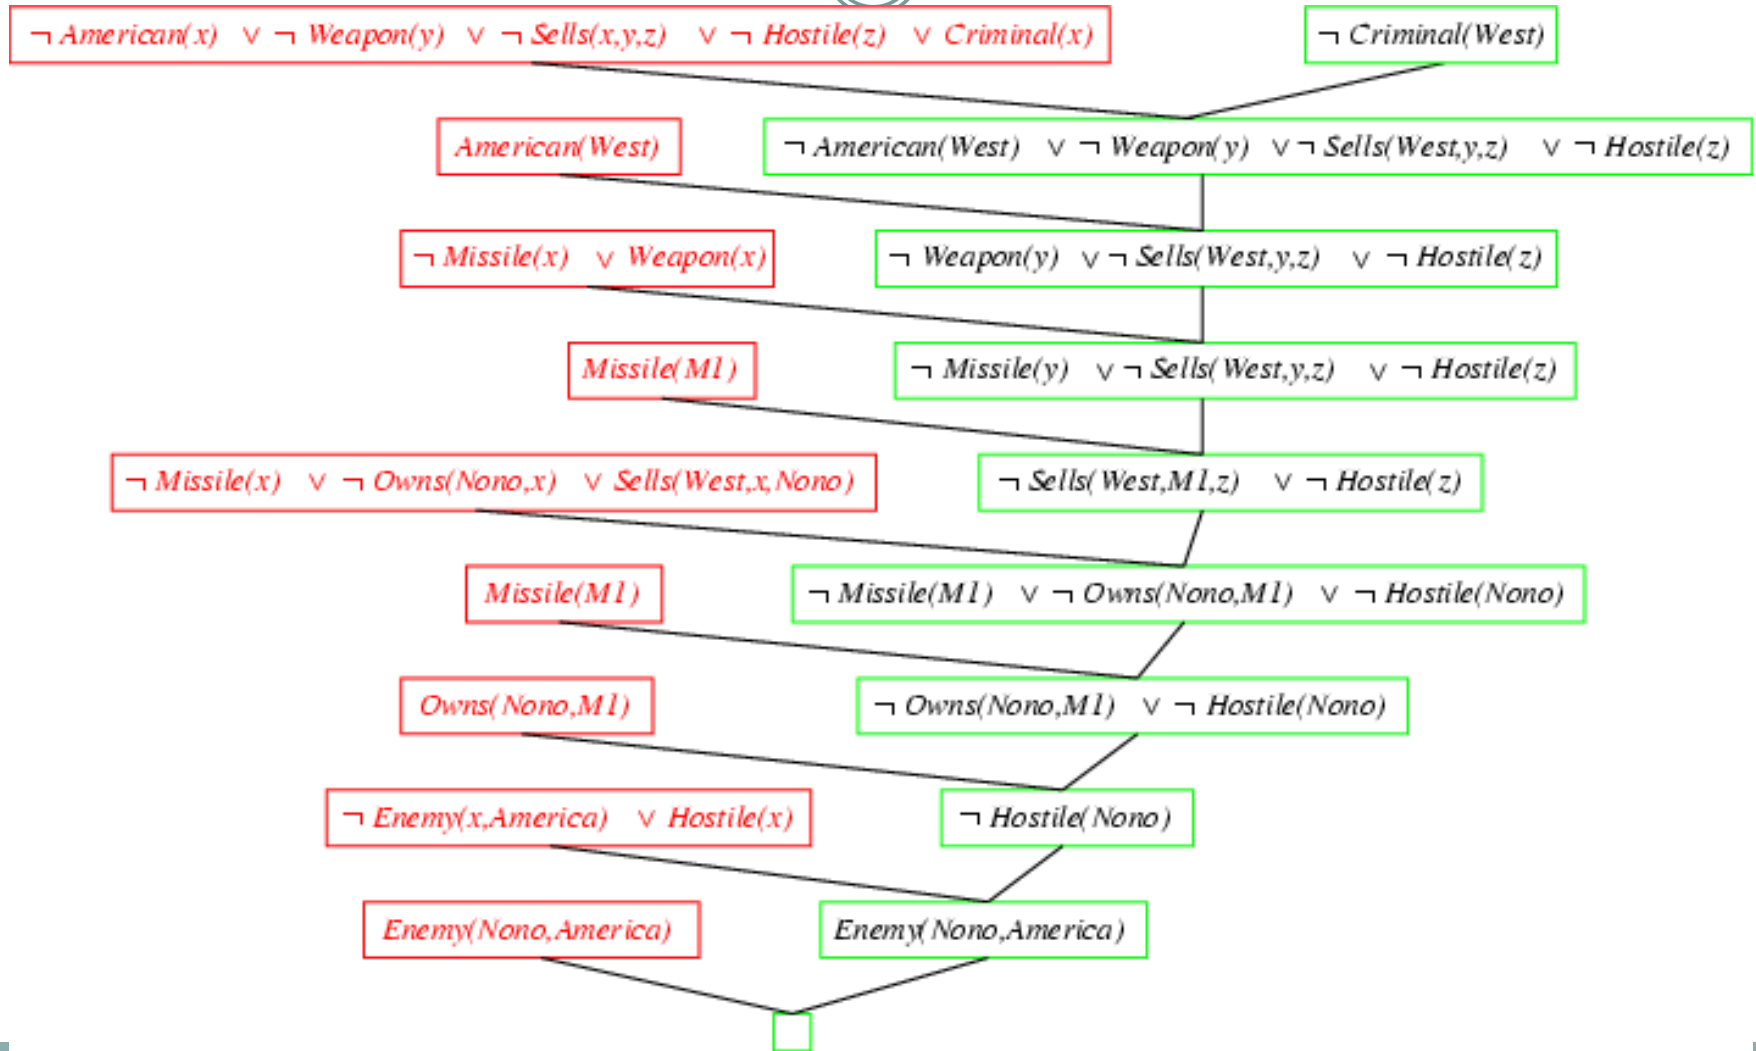 ¬ American(x) ∨ ¬ Weapon(y) ∨ ¬ Sells(x,y,z) ∨ ¬ Hostile(z) ∨ Criminal(x) ¬ Criminal(West)
American(West) ¬ American(West) ∨ ¬ Weapon(y) ∨ ¬ Sells(West,y,z) ∨ ¬ Hostile(z)
¬ Missile(x) ∨ Weapon(x) ¬ Weapon(y) ∨ ¬ Sells(West,y,z) ∨ ¬ Hostile(z)
Missile(M1) ¬ Missile(y) ∨ ¬ Sells(West,y,z) ∨ ¬ Hostile(z)
¬ Missile(x) ∨ ¬ Owns(Nono,x) ∨ Sells(West,x,Nono) ¬ Sells(West,M1,z) ∨ ¬ Hostile(z)
Missile(M1) ¬ Missile(M1) ∨ ¬ Owns(Nono,M1) ∨ ¬ Hostile(Nono)
Owns(Nono,M1) ¬ Owns(Nono,M1) ∨ ¬ Hostile(Nono)
¬ Enemy(x,America) ∨ Hostile(x) ¬ Hostile(Nono)
Enemy(Nono,America) Enemy(Nono,America)